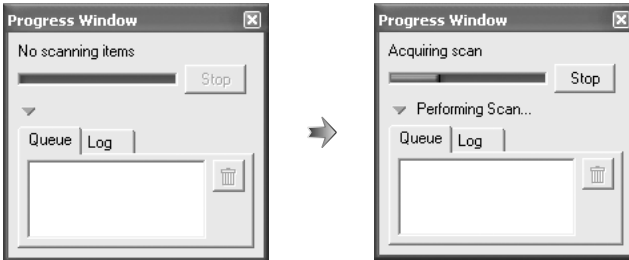 Progress Window
No scanning items
Stop
Queue Log
Progress Window
Acquiring scan
Stop
Performing Scan...
Queue Log